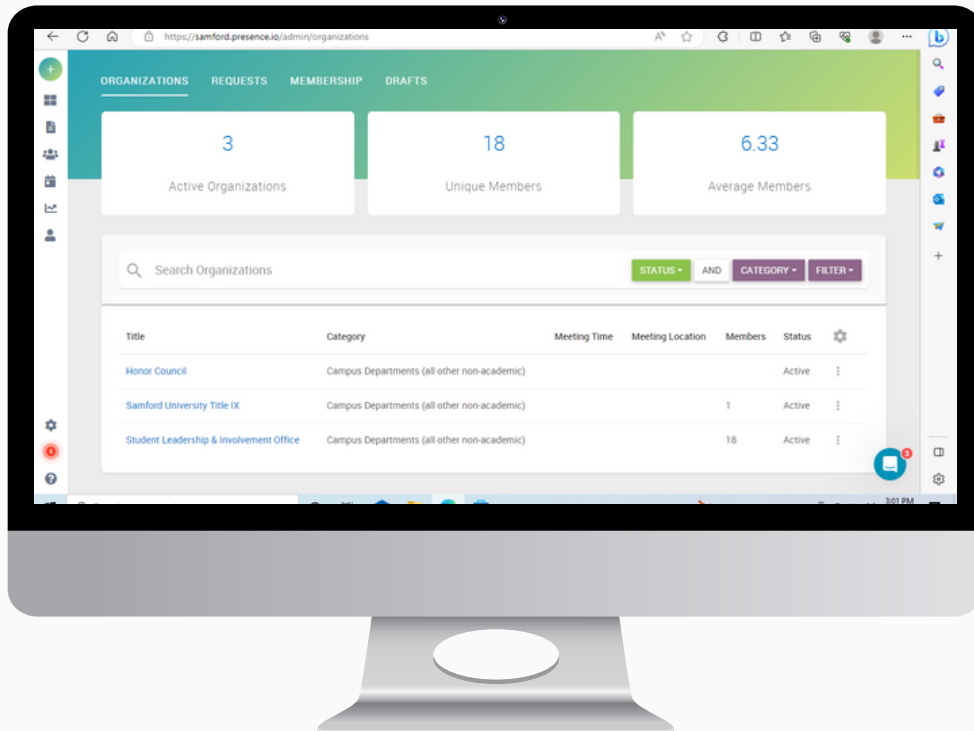 https://samford.presence.io/admin/organizations
ORGANIZATIONS REQUESTS MEMBERSHIP DRAFTS
3 18 6.33
Active Organizations Unique Members Average Members
Search Organizations STATUS AND CATEGORY FILTER
Title Category Meeting Time Meeting Location Members Status
Honor Council Campus Departments (all other non-academic) Active
Samford University Title IX Campus Departments (all other non-academic) 1 Active
Student Leadership & Involvement Office Campus Departments (all other non-academic) 18 Active
3
3:01 PM